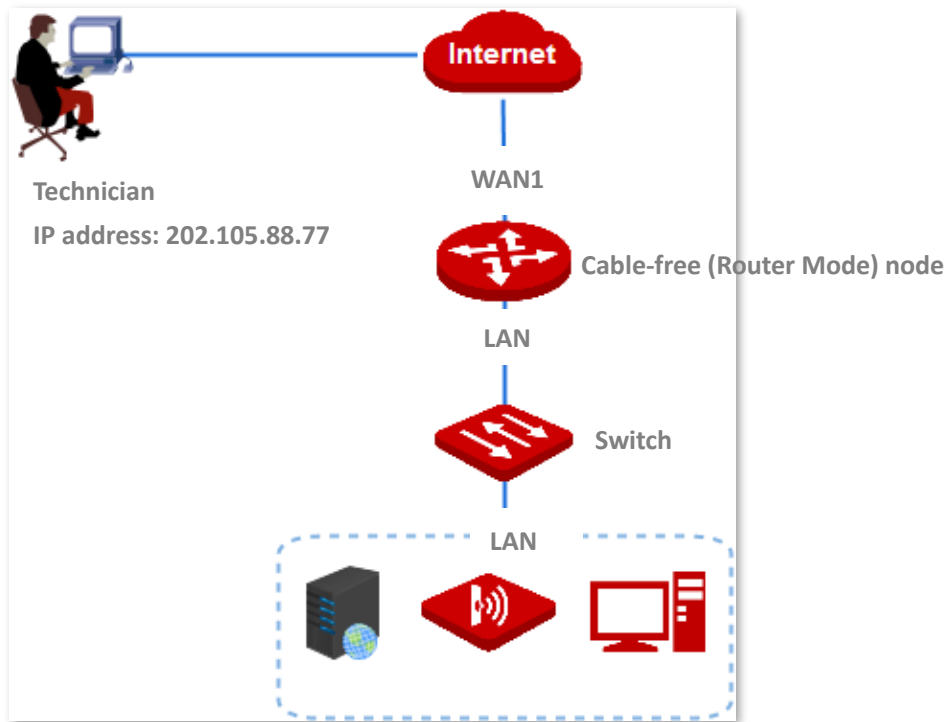 Internet
Technician
IP address: 202.105.88.77
WAN1
Cable-free (Router Mode) node
LAN
Switch
LAN